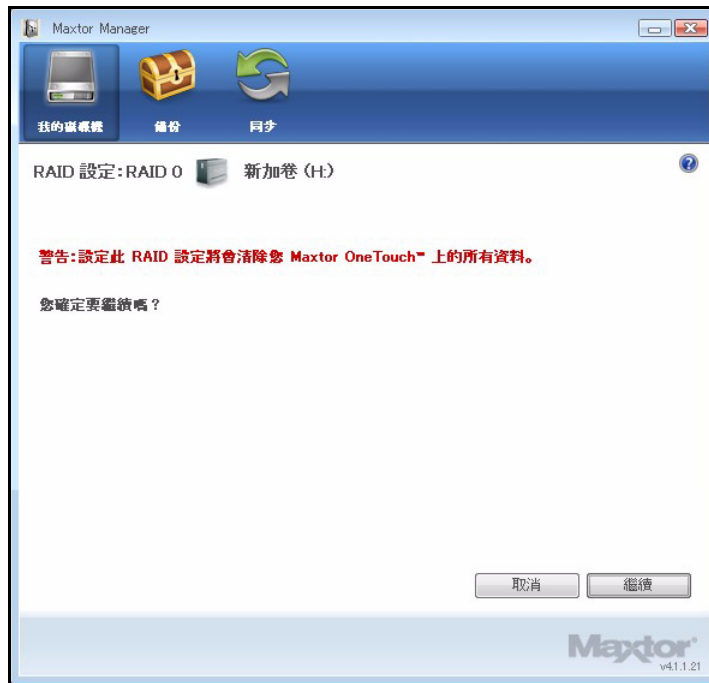 Maxtor Manager
我的磁碟機
備份
同步
RAID 設定:RAID 0 新加卷 (H:)
?
警告:設定此 RAID 設定將會清除您 Maxtor OneTouch™ 上的所有資料。
您確定要繼續嗎?
取消
繼續
Maxtor®
v4.1.1.21